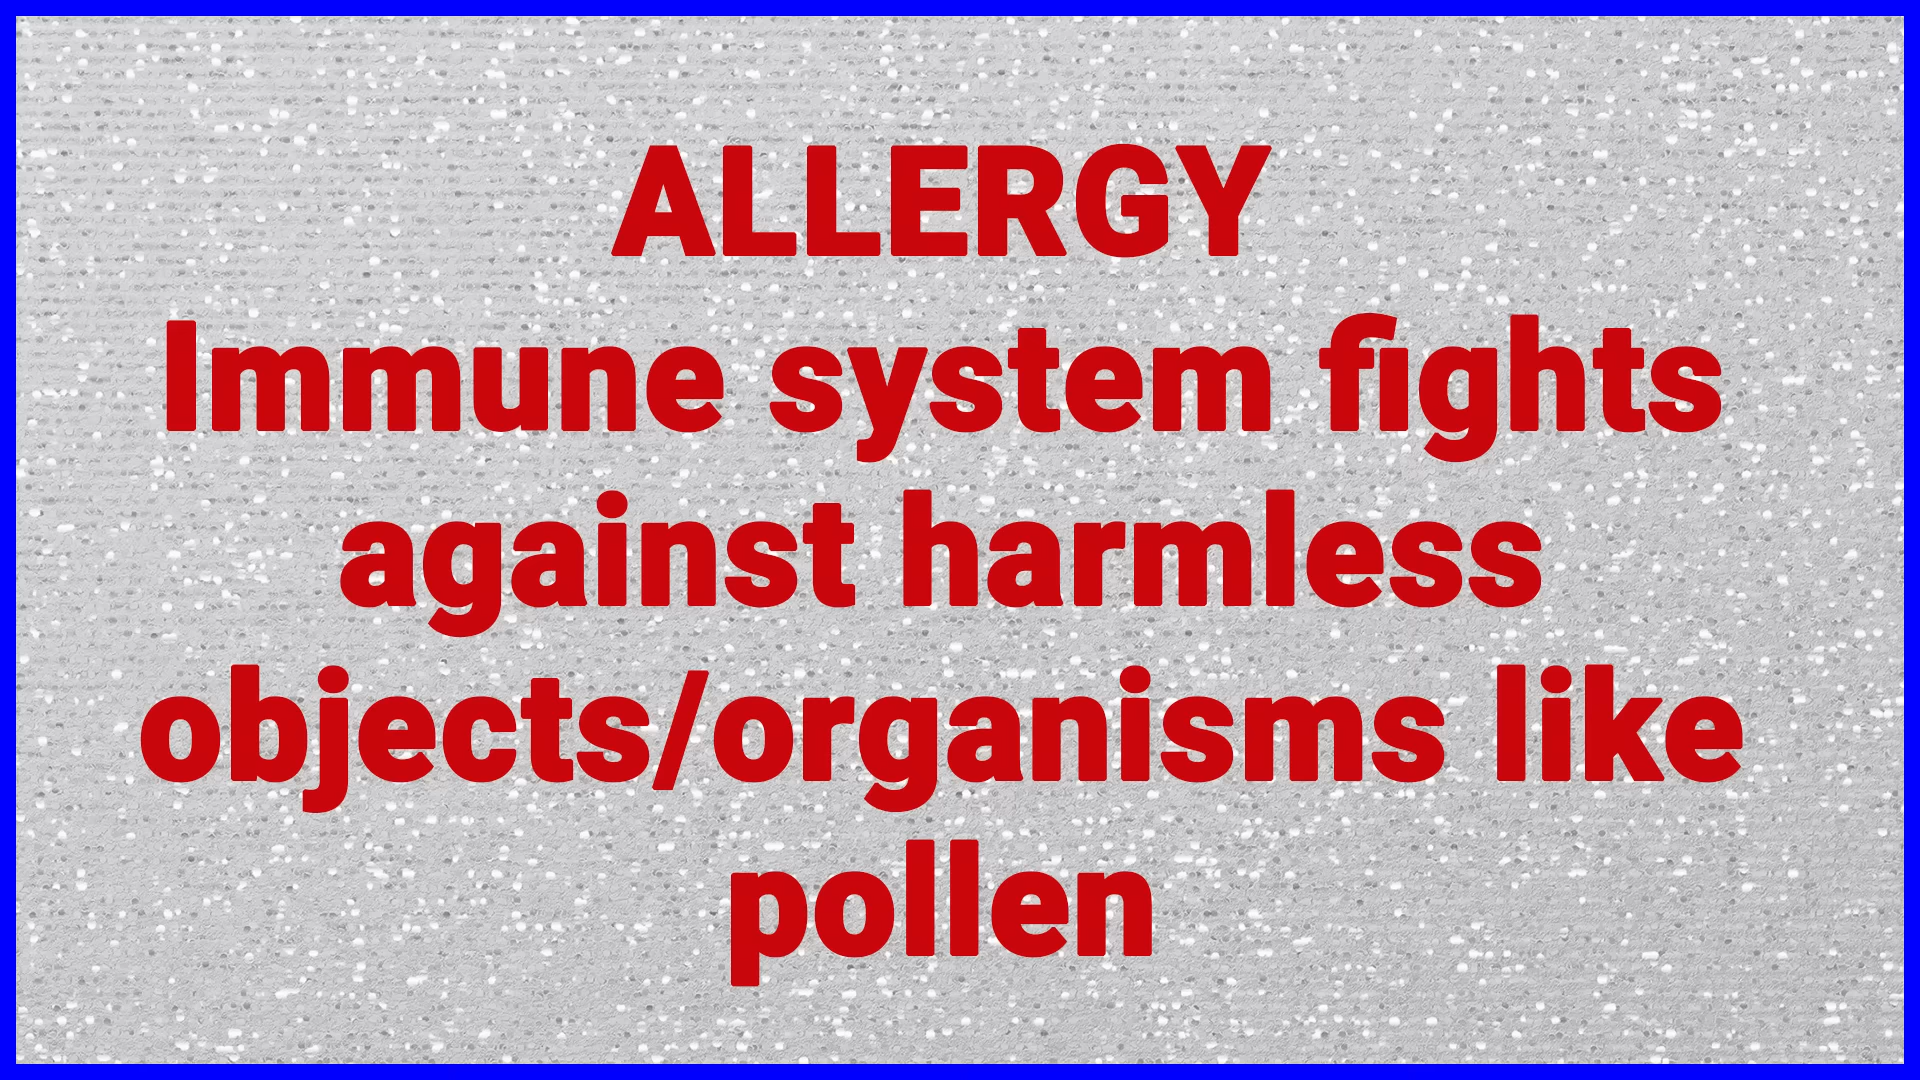 ALLERGY
Immune system fights
against harmless
objects/organisms like
pollen